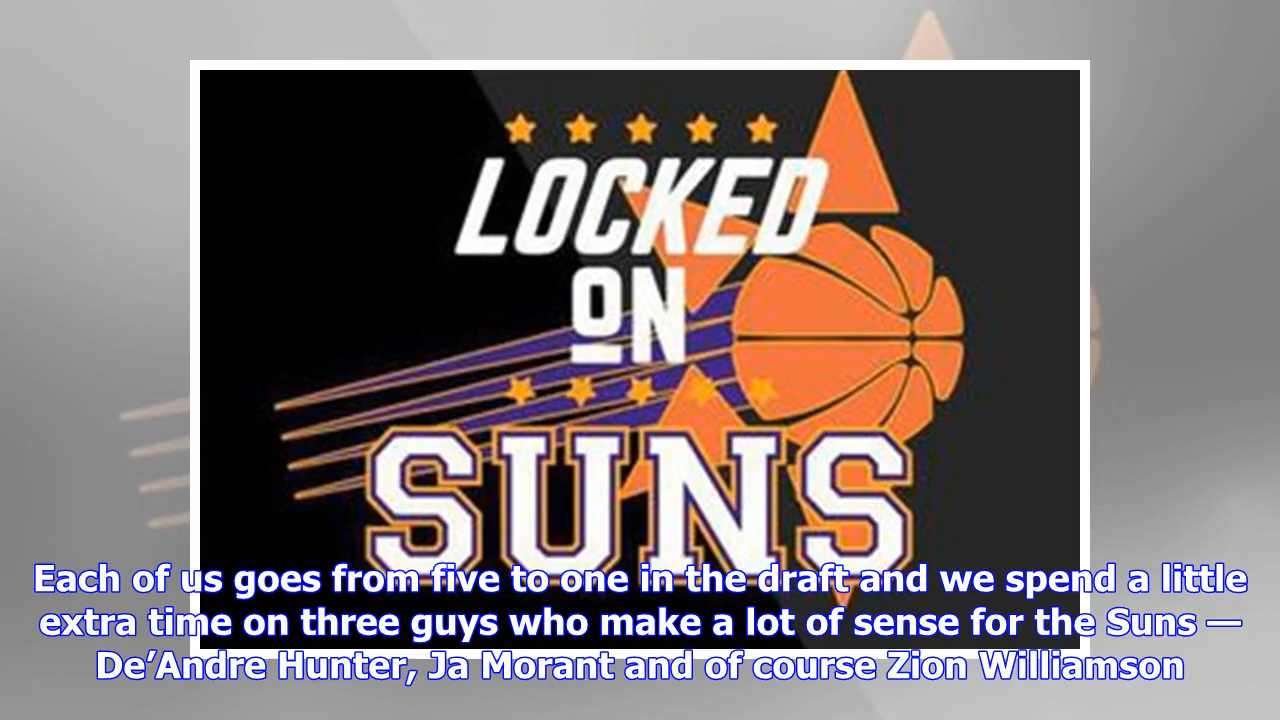 LOCKED
ON
SUNS
Each of us goes from five to one in the draft and we spend a little
extra time on three guys who make a lot of sense for the Suns —
De’Andre Hunter, Ja Morant and of course Zion Williamson